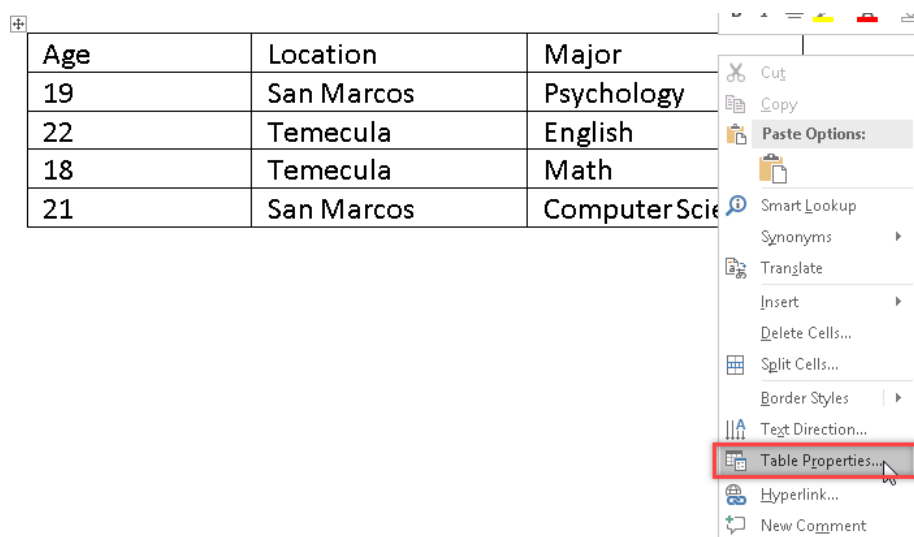 Age Location Major
19 San Marcos Psychology
22 Temecula English
18 Temecula Math
21 San Marcos Computer Scie
Cut
Copy
Paste Options:
Smart Lookup
Synonyms
Translate
Insert
Delete Cells...
Split Cells...
Border Styles
Text Direction...
Table Properties...
Hyperlink...
New Comment